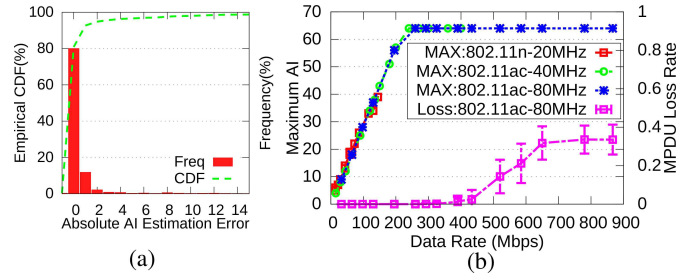 (a)
100
80
60
40
20
0
Empirical CDF(%)
Frequency(%)
Freq
CDF
0 2 4 6 8 10 12 14
Absolute AI Estimation Error
(a)
(b)
70
60
50
40
30
20
10
0
Maximum AI
MAX:802.11n-20MHz
MAX:802.11ac-40MHz
MAX:802.11ac-80MHz
Loss:802.11ac-80MHz
1
0.8
0.6
0.4
0.2
0
MPDU Loss Rate
0 100 200 300 400 500 600 700 800 900
Data Rate (Mbps)
(b)